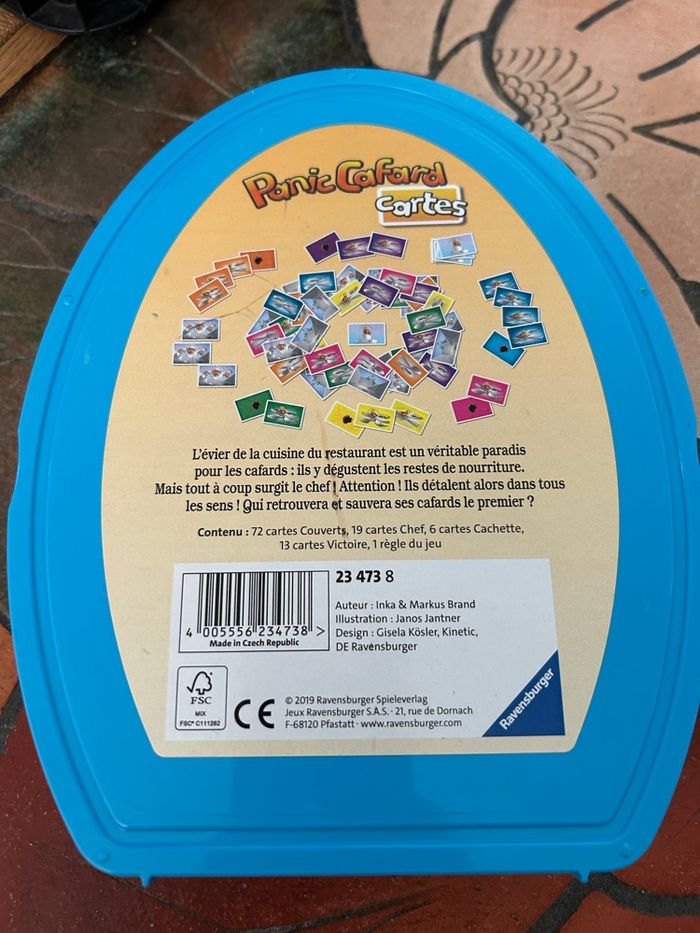 Panic Cafard
cartes
L'évier de la cuisine du restaurant est un véritable paradis
pour les cafards : ils y dégustent les restes de nourriture.
Mais tout à coup surgit le chef ! Attention ! Ils détalent alors dans tous
les sens ! Qui retrouvera et sauvera ses cafards le premier ?
Contenu : 72 cartes Couverts, 19 cartes Chef, 6 cartes Cachette,
13 cartes Victoire, 1 règle du jeu
23 473 8
4 005556 234738 >
Made in Czech Republic
Auteur : Inka & Markus Brand
Illustration : Janos Jantner
Design : Gisela Kösler, Kinetic,
DE Ravensburger
FSC
MIX
FSC® C111262
CE
© 2019 Ravensburger Spieleverlag
Jeux Ravensburger S.A.S. · 21, rue de Dornach
F-68120 Pfastatt · www.ravensburger.com
Ravensburger